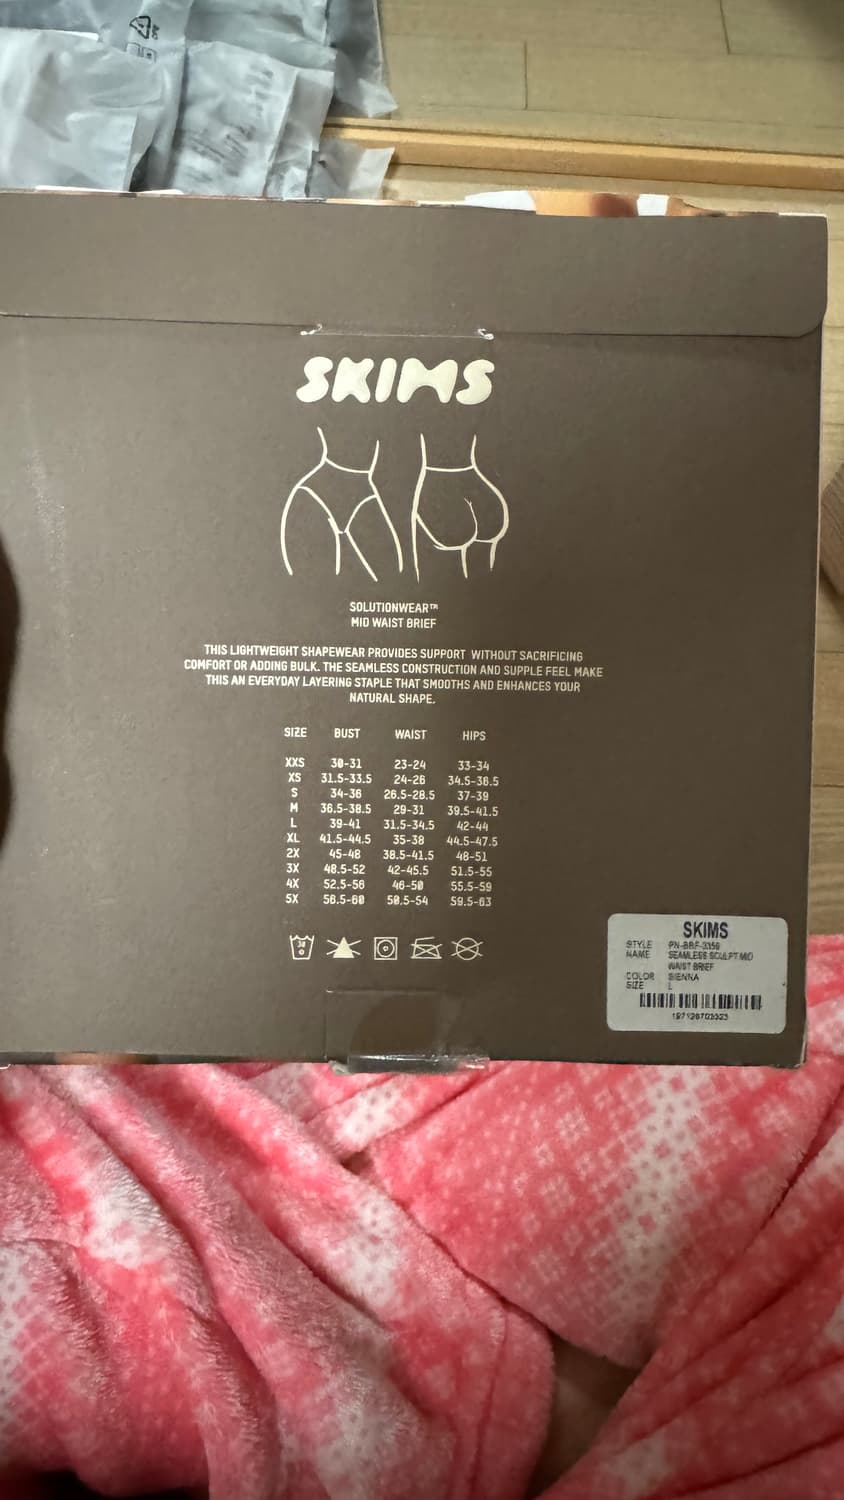 SKIMS
SOLUTIONWEAR™
MID WAIST BRIEF
THIS LIGHTWEIGHT SHAPEWEAR PROVIDES SUPPORT WITHOUT SACRIFICING
COMFORT OR ADDING BULK. THE SEAMLESS CONSTRUCTION AND SUPPLE FEEL MAKE
THIS AN EVERYDAY LAYERING STAPLE THAT SMOOTHS AND ENHANCES YOUR
NATURAL SHAPE.
SIZE BUST WAIST HIPS
XXS 30-31 23-24 33-34
XS 31.5-33.5 24-26 34.5-36.5
S 34-36 26.5-28.5 37-39
M 36.5-38.5 29-31 39.5-41.5
L 39-41 31.5-34.5 42-44
XL 41.5-44.5 35-38 44.5-47.5
2X 45-48 38.5-41.5 48-51
3X 48.5-52 42-45.5 51.5-55
4X 52.5-56 46-50 55.5-59
5X 56.5-60 50.5-54 59.5-63
30
SKIMS
STYLE PN-BRF-3359
NAME SEAMLESS SCULPT MID
WAIST BRIEF
COLOR SIENNA
SIZE L